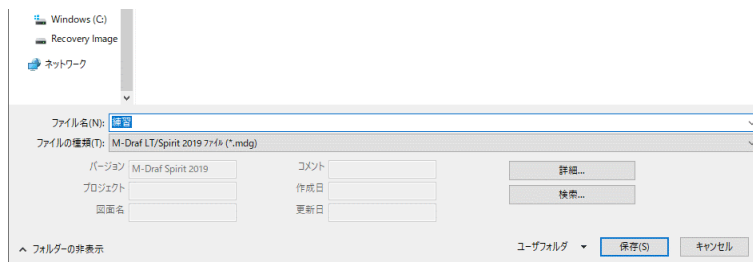 Windows (C:)
Recovery Image
ネットワーク
ファイル名(N): 練習
ファイルの種類(T): M-Draf LT/Spirit 2019 ファイル (*.mdg)
バージョン M-Draf Spirit 2019 コメント 詳細...
プロジェクト 作成日 検索...
図面名 更新日
フォルダーの非表示 ユーザフォルダ 保存(S) キャンセル